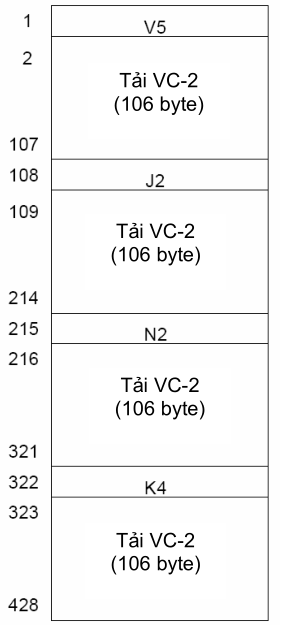 1
V5
2
Tải VC-2
(106 byte)
107
108
J2
109
Tải VC-2
(106 byte)
214
215
N2
216
Tải VC-2
(106 byte)
321
322
K4
323
Tải VC-2
(106 byte)
428